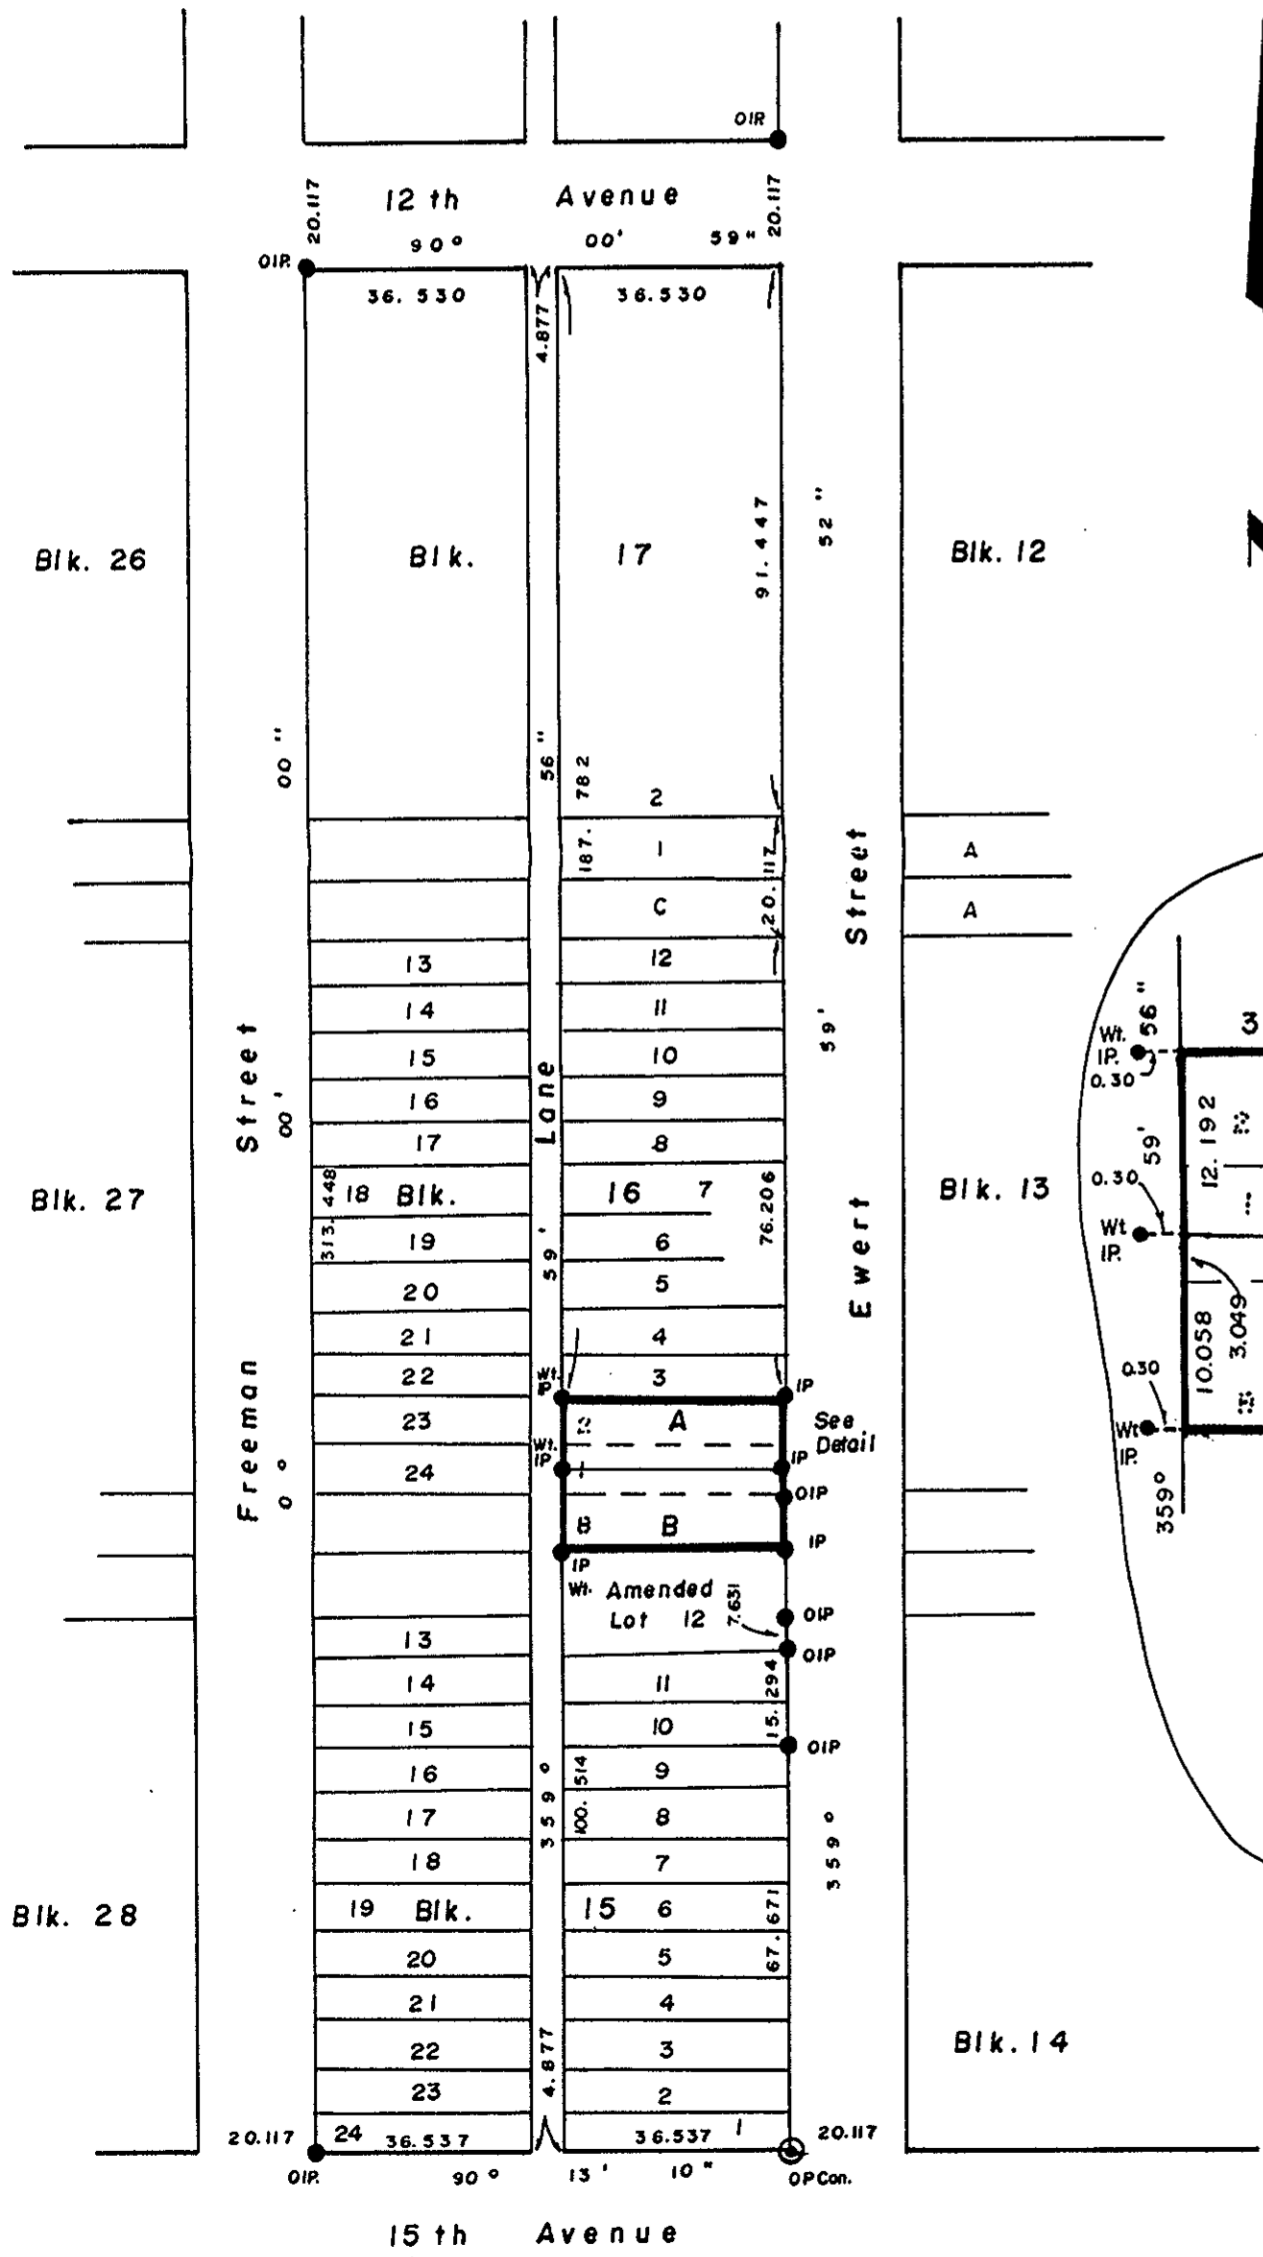 OIP
20.117
12 th Avenue
20.117
90° 00' 59"
OIP.
36.530
36.530
4.877
Blk. 26
Blk. 17
91.447
52"
Blk. 12
00"
56"
187.782
2
1
20.117
A
C
A
Street
13
12
14
11
59'
56"
3
Wt.
IP.
0.30
Street
00'
15
10
Lane
16
9
12.192
59'
17
8
Blk. 27
313.448
18 Blk. 16 7
76.206
Blk. 13
0.30
Wt
IP.
19
6
59'
20
5
Ewert
21
4
10.058
3.049
0.30
Freeman
22
Wt.
IP
3
IP
23
A
See
Detail
Wt.
IP
IP
Wt
IP.
24
OIP
0°
359°
B
IP
IP
Wt.
Amended
Lot 12
7.631
OIP
13
OIP
14
11
15.294
15
10
OIP
16
9
359°
100.514
17
8
359°
18
7
Blk. 28
19 Blk. 15 6
67.671
20
5
21
4
22
3
Blk. 14
4.877
23
2
20.117
24
36.537
36.537
1
20.117
OIP.
90° 13' 10"
OP Con.
15 th Avenue